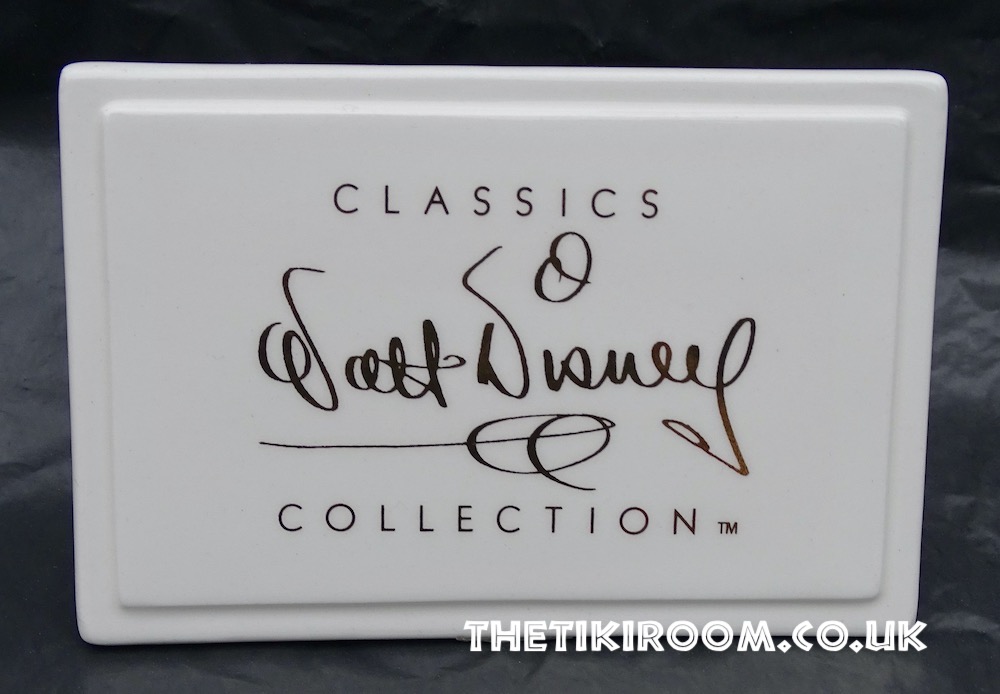 CLASSICS
Walt Disney
COLLECTION™
THETIKIROOM.CO.UK